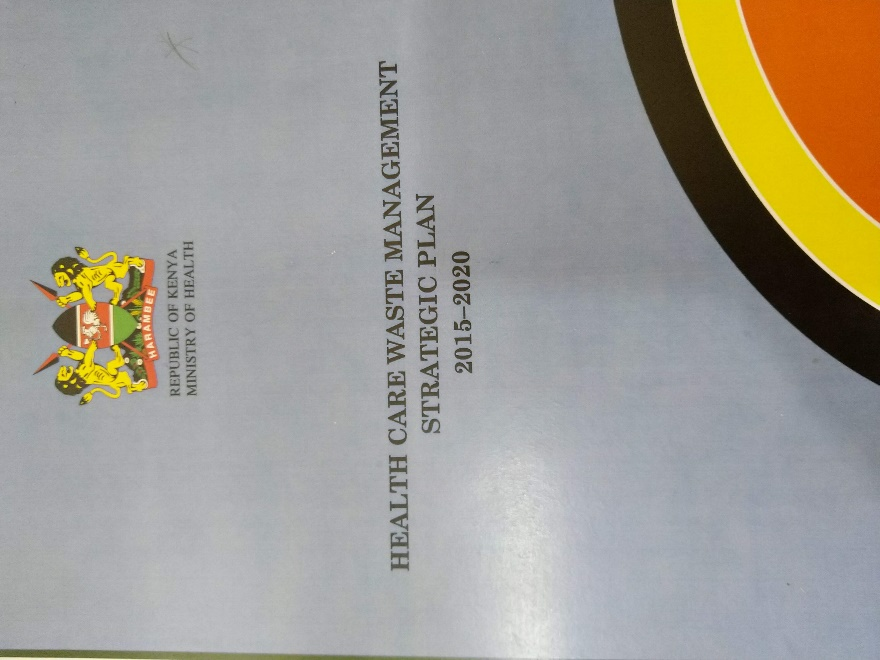 HARAMBEE
REPUBLIC OF KENYA
MINISTRY OF HEALTH
HEALTH CARE WASTE MANAGEMENT
STRATEGIC PLAN
2015–2020